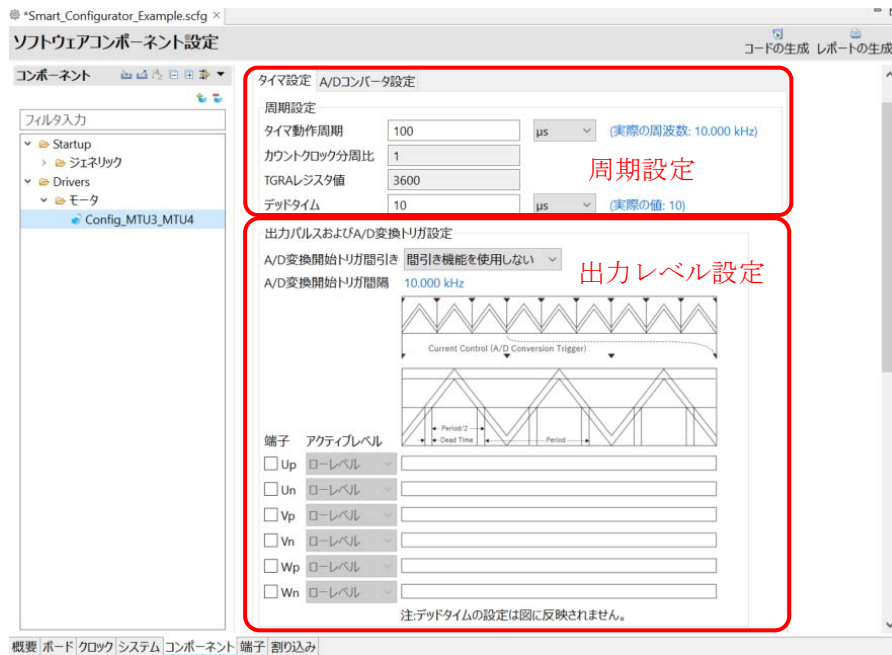 *Smart_Configurator_Example.scfg
ソフトウェアコンポーネント設定
コードの生成 レポートの生成
コンポーネント
フィルタ入力
Startup
ジェネリック
Drivers
モータ
Config_MTU3_MTU4
タイマ設定 A/Dコンバータ設定
周期設定
タイマ動作周期 100 µs (実際の周波数: 10.000 kHz)
カウントクロック分周比 1
周期設定
TGRAレジスタ値 3600
デッドタイム 10 µs (実際の値: 10)
出力パルスおよびA/D変換トリガ設定
A/D変換開始トリガ間引き 間引き機能を使用しない
出力レベル設定
A/D変換開始トリガ間隔 10.000 kHz
Current Control (A/D Conversion Trigger)
Period/2
Dead Time Period
端子 アクティブレベル
Up ローレベル
Un ローレベル
Vp ローレベル
Vn ローレベル
Wp ローレベル
Wn ローレベル
注:デッドタイムの設定は図に反映されません。
概要 ボード クロック システム コンポーネント 端子 割り込み